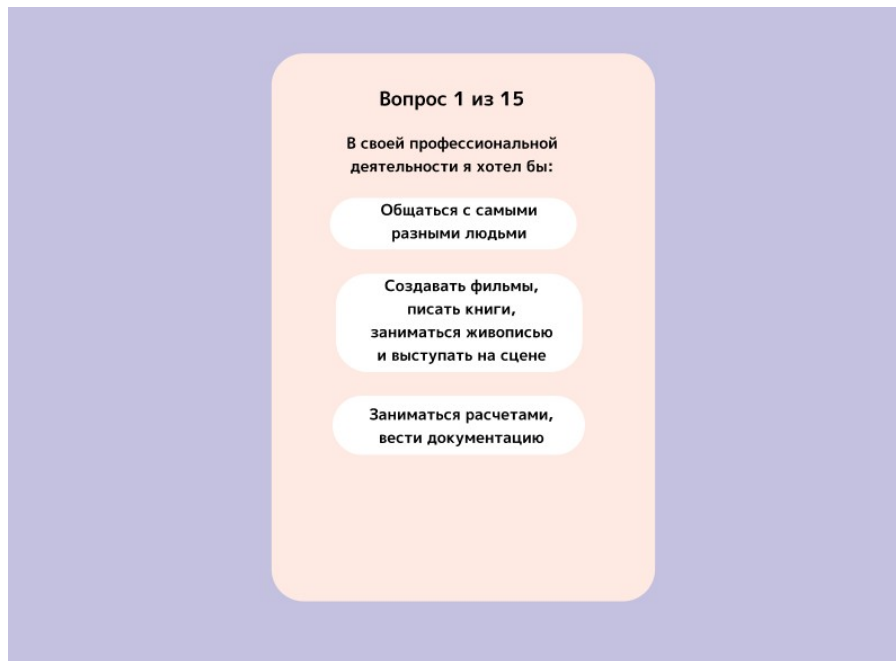 Вопрос 1 из 15
В своей профессиональной
деятельности я хотел бы:
Общаться с самыми
разными людьми
Создавать фильмы,
писать книги,
заниматься живописью
и выступать на сцене
Заниматься расчетами,
вести документацию